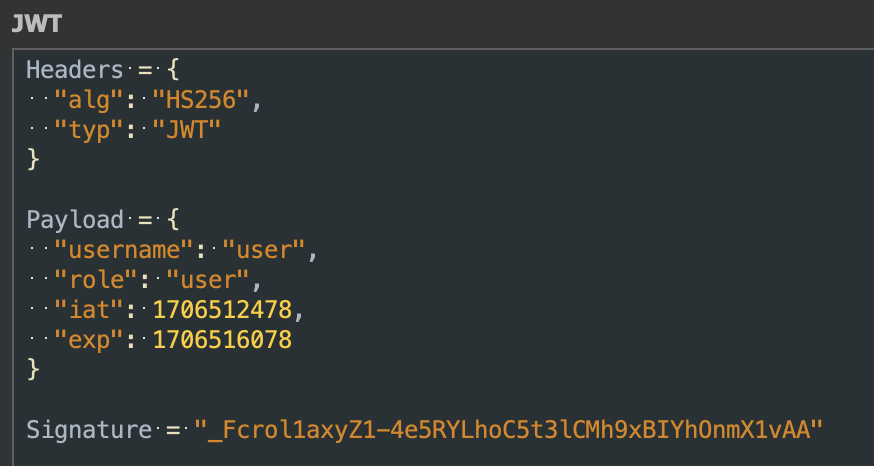 JWT
Headers = {
  "alg": "HS256",
  "typ": "JWT"
}
Payload = {
  "username": "user",
  "role": "user",
  "iat": 1706512478,
  "exp": 1706516078
}
Signature = "_Fcrol1axyZ1-4e5RYLhoC5t3lCMh9xBIYhOnmX1vAA"